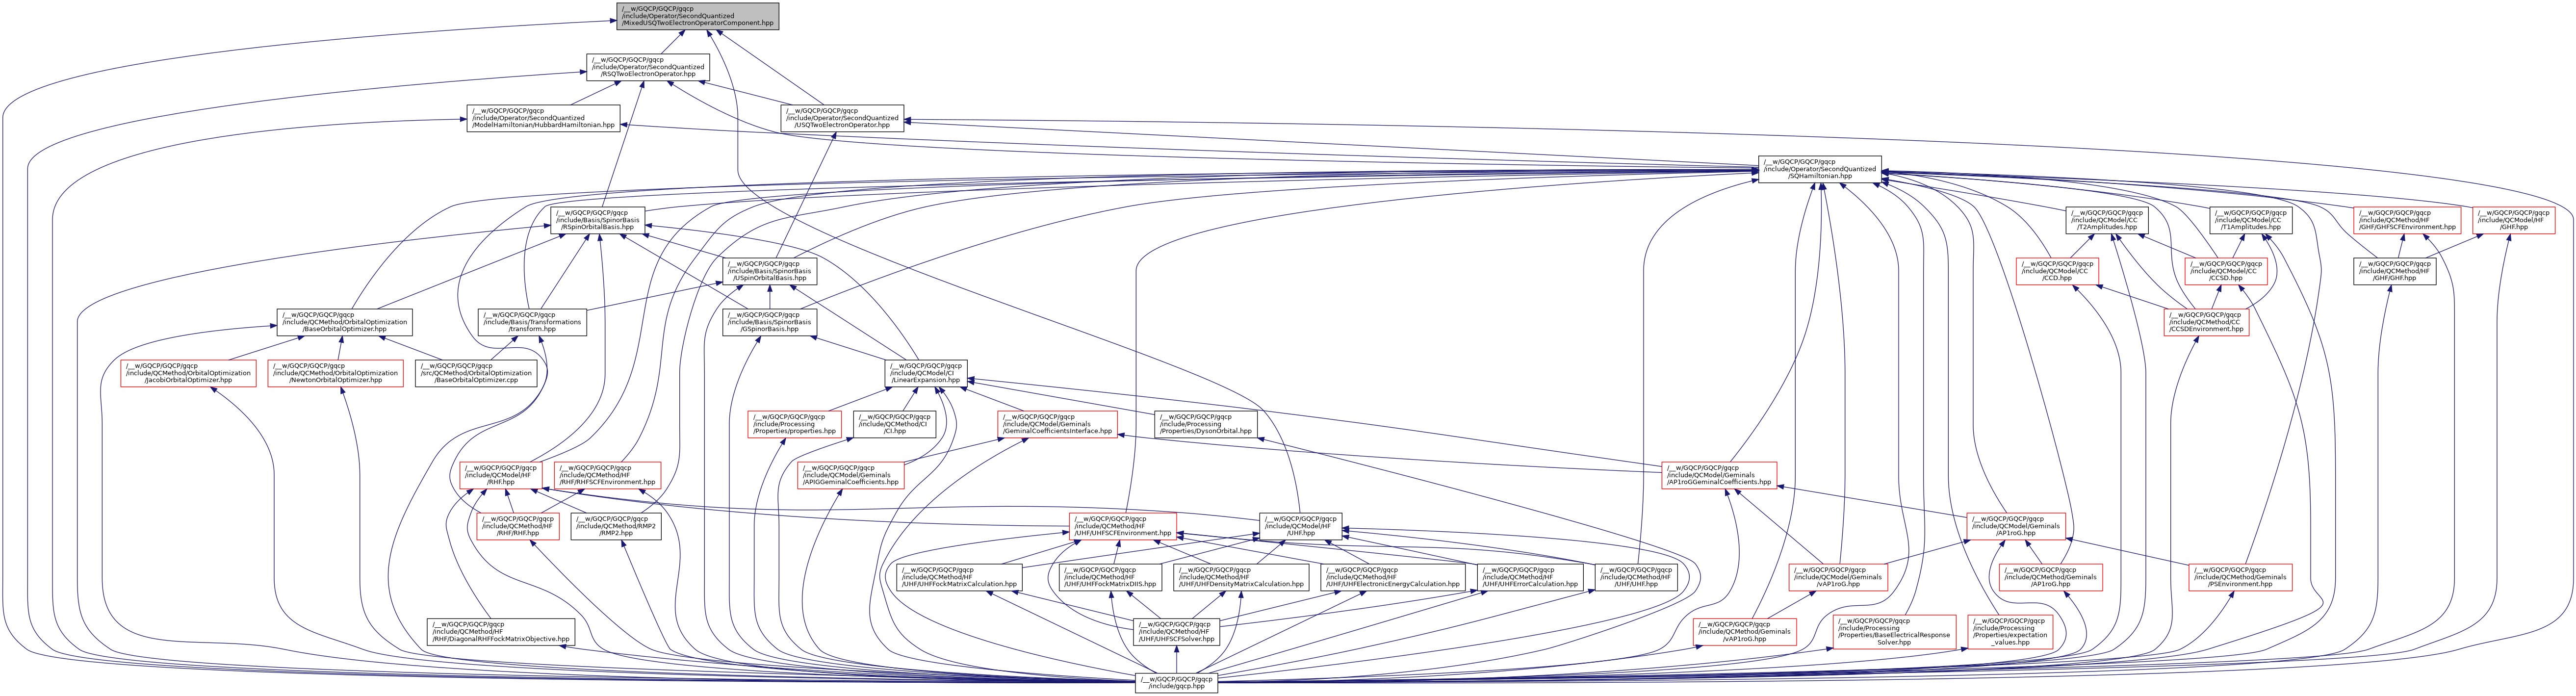 /__w/GQCP/GQCP/gqcp
/include/Operator/SecondQuantized
/MixedUSQTwoElectronOperatorComponent.hpp
/__w/GQCP/GQCP/gqcp
/include/Operator/SecondQuantized
/RSQTwoElectronOperator.hpp
/__w/GQCP/GQCP/gqcp
/include/Operator/SecondQuantized
/ModelHamiltonian/HubbardHamiltonian.hpp
/__w/GQCP/GQCP/gqcp
/include/Operator/SecondQuantized
/USQTwoElectronOperator.hpp
/__w/GQCP/GQCP/gqcp
/include/Operator/SecondQuantized
/SQHamiltonian.hpp
/__w/GQCP/GQCP/gqcp
/include/Basis/SpinorBasis
/RSpinOrbitalBasis.hpp
/__w/GQCP/GQCP/gqcp
/include/QCModel/CC
/T2Amplitudes.hpp
/__w/GQCP/GQCP/gqcp
/include/QCModel/CC
/T1Amplitudes.hpp
/__w/GQCP/GQCP/gqcp
/include/QCMethod/HF
/GHF/GHFSCFEnvironment.hpp
/__w/GQCP/GQCP/gqcp
/include/QCModel/HF
/GHF.hpp
/__w/GQCP/GQCP/gqcp
/include/Basis/SpinorBasis
/USpinOrbitalBasis.hpp
/__w/GQCP/GQCP/gqcp
/include/QCModel/CC
/CCD.hpp
/__w/GQCP/GQCP/gqcp
/include/QCModel/CC
/CCSD.hpp
/__w/GQCP/GQCP/gqcp
/include/QCMethod/HF
/GHF/GHF.hpp
/__w/GQCP/GQCP/gqcp
/include/QCMethod/OrbitalOptimization
/BaseOrbitalOptimizer.hpp
/__w/GQCP/GQCP/gqcp
/include/Basis/Transformations
/transform.hpp
/__w/GQCP/GQCP/gqcp
/include/Basis/SpinorBasis
/GSpinorBasis.hpp
/__w/GQCP/GQCP/gqcp
/include/QCMethod/CC
/CCSDEnvironment.hpp
/__w/GQCP/GQCP/gqcp
/include/QCMethod/OrbitalOptimization
/JacobiOrbitalOptimizer.hpp
/__w/GQCP/GQCP/gqcp
/include/QCMethod/OrbitalOptimization
/NewtonOrbitalOptimizer.hpp
/__w/GQCP/GQCP/gqcp
/src/QCMethod/OrbitalOptimization
/BaseOrbitalOptimizer.cpp
/__w/GQCP/GQCP/gqcp
/include/QCModel/CI
/LinearExpansion.hpp
/__w/GQCP/GQCP/gqcp
/include/Processing
/Properties/properties.hpp
/__w/GQCP/GQCP/gqcp
/include/QCMethod/CI
/CI.hpp
/__w/GQCP/GQCP/gqcp
/include/QCModel/Geminals
/GeminalCoefficientsInterface.hpp
/__w/GQCP/GQCP/gqcp
/include/Processing
/Properties/DysonOrbital.hpp
/__w/GQCP/GQCP/gqcp
/include/QCModel/HF
/RHF.hpp
/__w/GQCP/GQCP/gqcp
/include/QCMethod/HF
/RHF/RHFSCFEnvironment.hpp
/__w/GQCP/GQCP/gqcp
/include/QCModel/Geminals
/APIGGeminalCoefficients.hpp
/__w/GQCP/GQCP/gqcp
/include/QCModel/Geminals
/AP1roGGeminalCoefficients.hpp
/__w/GQCP/GQCP/gqcp
/include/QCMethod/HF
/RHF/RHF.hpp
/__w/GQCP/GQCP/gqcp
/include/QCMethod/RMP2
/RMP2.hpp
/__w/GQCP/GQCP/gqcp
/include/QCMethod/HF
/UHF/UHFSCFEnvironment.hpp
/__w/GQCP/GQCP/gqcp
/include/QCModel/HF
/UHF.hpp
/__w/GQCP/GQCP/gqcp
/include/QCModel/Geminals
/AP1roG.hpp
/__w/GQCP/GQCP/gqcp
/include/QCMethod/HF
/UHF/UHFFockMatrixCalculation.hpp
/__w/GQCP/GQCP/gqcp
/include/QCMethod/HF
/UHF/UHFFockMatrixDIIS.hpp
/__w/GQCP/GQCP/gqcp
/include/QCMethod/HF
/UHF/UHFDensityMatrixCalculation.hpp
/__w/GQCP/GQCP/gqcp
/include/QCMethod/HF
/UHF/UHFElectronicEnergyCalculation.hpp
/__w/GQCP/GQCP/gqcp
/include/QCMethod/HF
/UHF/UHFErrorCalculation.hpp
/__w/GQCP/GQCP/gqcp
/include/QCMethod/HF
/UHF/UHF.hpp
/__w/GQCP/GQCP/gqcp
/include/QCModel/Geminals
/vAP1roG.hpp
/__w/GQCP/GQCP/gqcp
/include/QCMethod/Geminals
/AP1roG.hpp
/__w/GQCP/GQCP/gqcp
/include/QCMethod/Geminals
/PSEnvironment.hpp
/__w/GQCP/GQCP/gqcp
/include/QCMethod/HF
/RHF/DiagonalRHFFockMatrixObjective.hpp
/__w/GQCP/GQCP/gqcp
/include/QCMethod/HF
/UHF/UHFSCFSolver.hpp
/__w/GQCP/GQCP/gqcp
/include/QCMethod/Geminals
/vAP1roG.hpp
/__w/GQCP/GQCP/gqcp
/include/Processing
/Properties/BaseElectricalResponse
Solver.hpp
/__w/GQCP/GQCP/gqcp
/include/Processing
/Properties/expectation
_values.hpp
/__w/GQCP/GQCP/gqcp
/include/gqcp.hpp